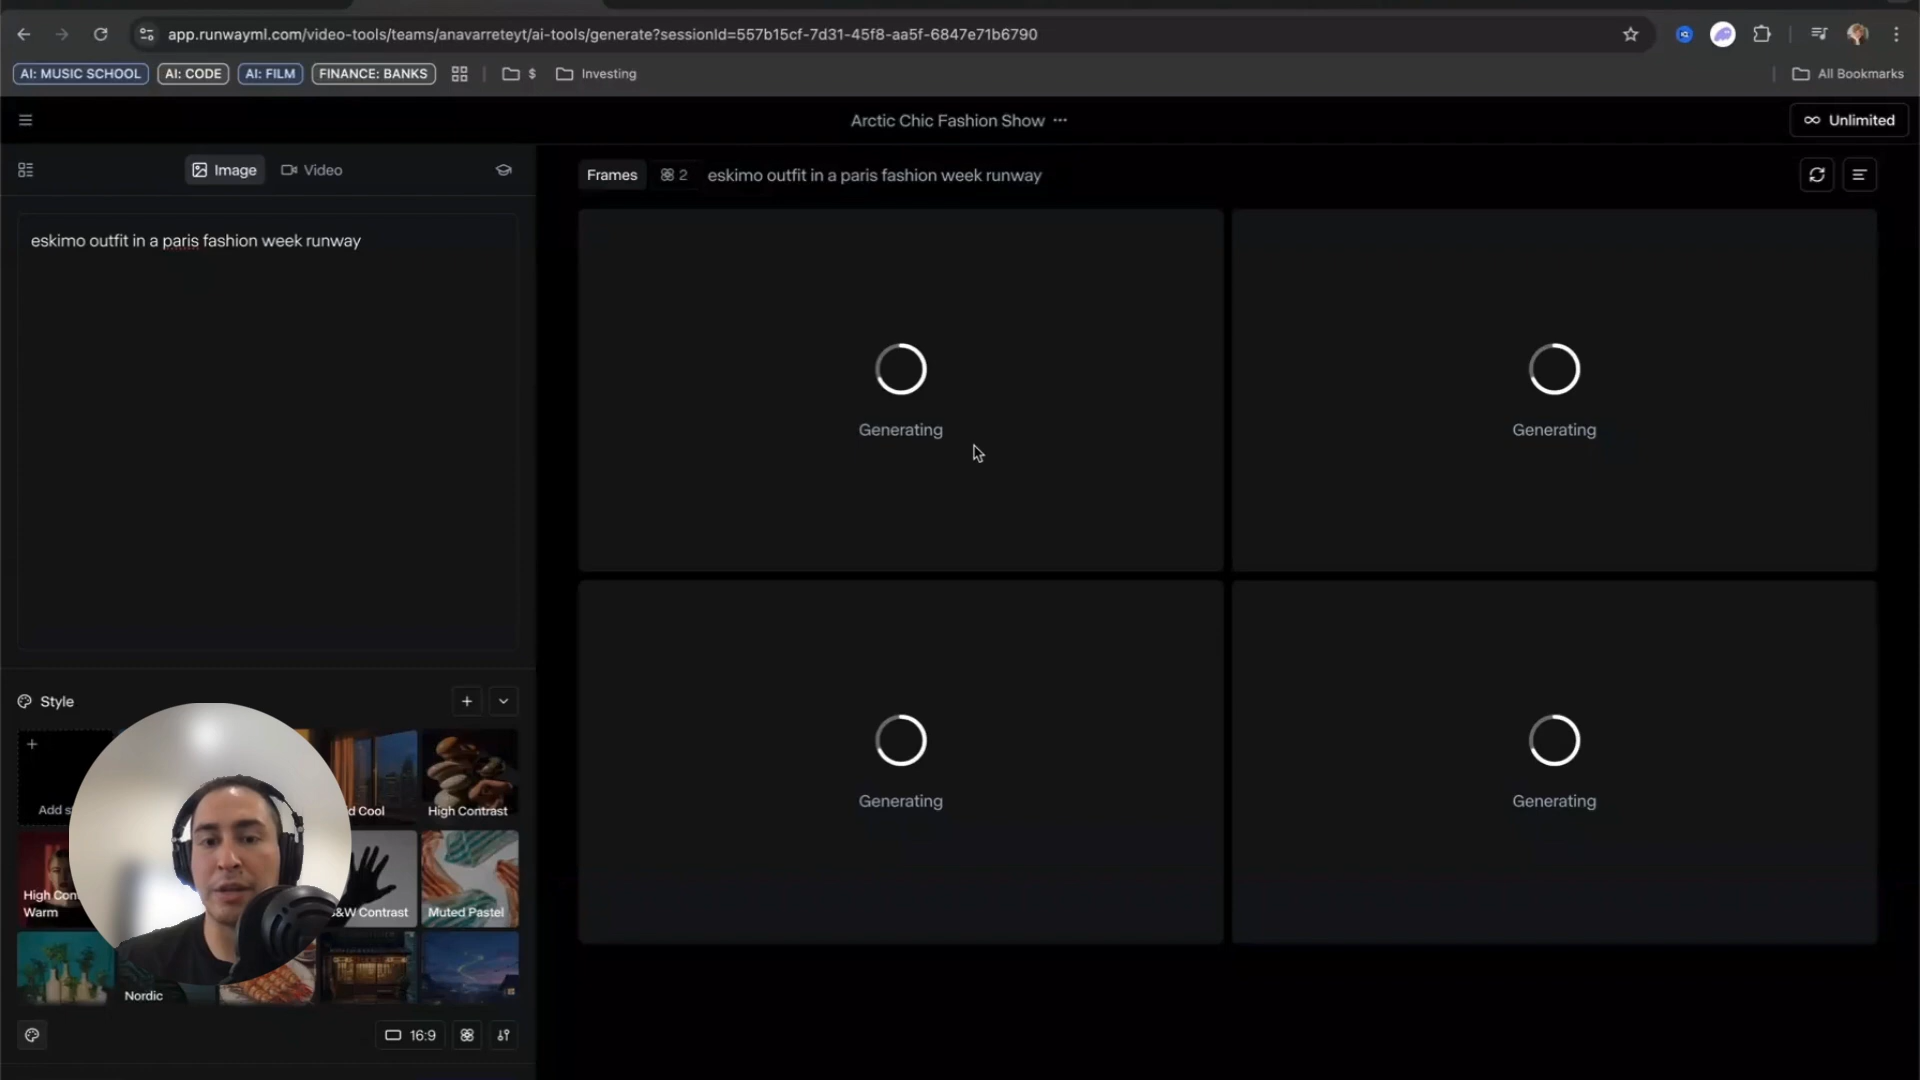 app.runwayml.com/video-tools/teams/anavarreteyt/ai-tools/generate?sessionId=557b15cf-7d31-45f8-aa5f-6847e71b6790
AI: MUSIC SCHOOL
AI: CODE
AI: FILM
FINANCE: BANKS
$
Investing
All Bookmarks
Arctic Chic Fashion Show
Unlimited
Image
Video
Frames
2
eskimo outfit in a paris fashion week runway
eskimo outfit in a paris fashion week runway
Generating
Generating
Generating
Generating
Style
Add s
d Cool
High Contrast
High Con
Warm
&W Contrast
Muted Pastel
Nordic
16:9